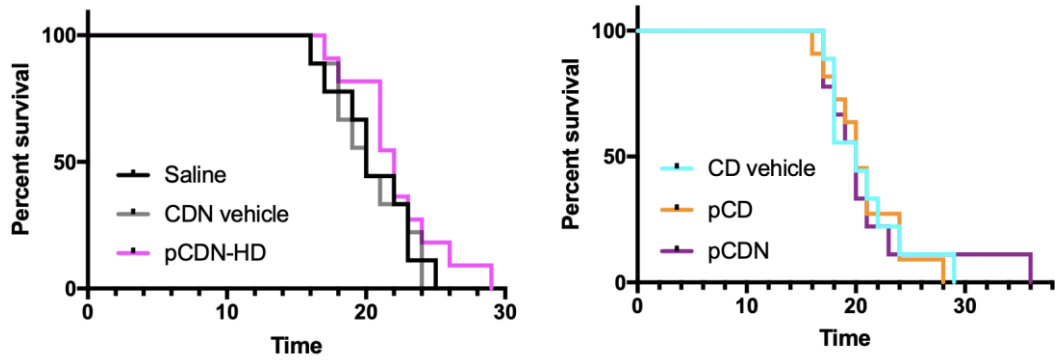 Percent survival
100
50
0
Saline
CDN vehicle
pCDN-HD
0 10 20 30
Time
Percent survival
100
50
0
CD vehicle
pCD
pCDN
0 10 20 30
Time